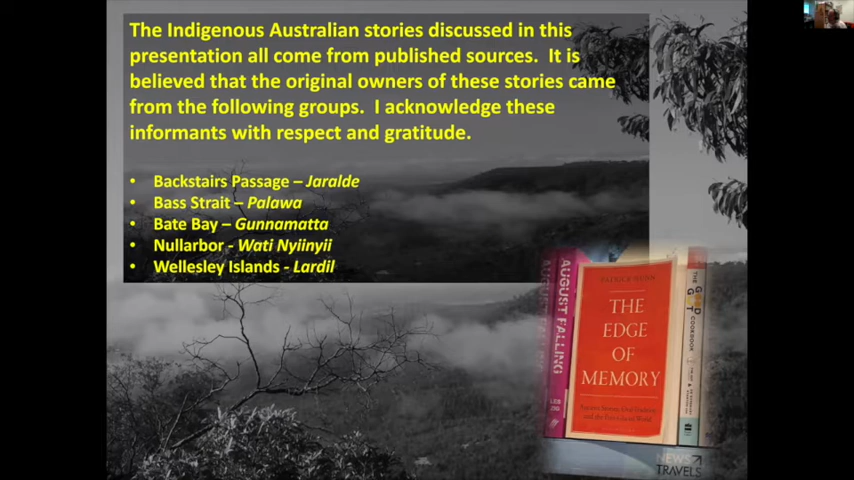 The Indigenous Australian stories discussed in this
presentation all come from published sources.  It is
believed that the original owners of these stories came
from the following groups.  I acknowledge these
informants with respect and gratitude.
• Backstairs Passage – Jaralde
• Bass Strait – Palawa
• Bate Bay – Gunnamatta
• Nullarbor - Wati Nyiinyii
• Wellesley Islands - Lardil
AUGUST FALLING
PATRICK NUNN
THE
EDGE
OF
MEMORY
THE
COOKBOOK
NEWS
TRAVELS